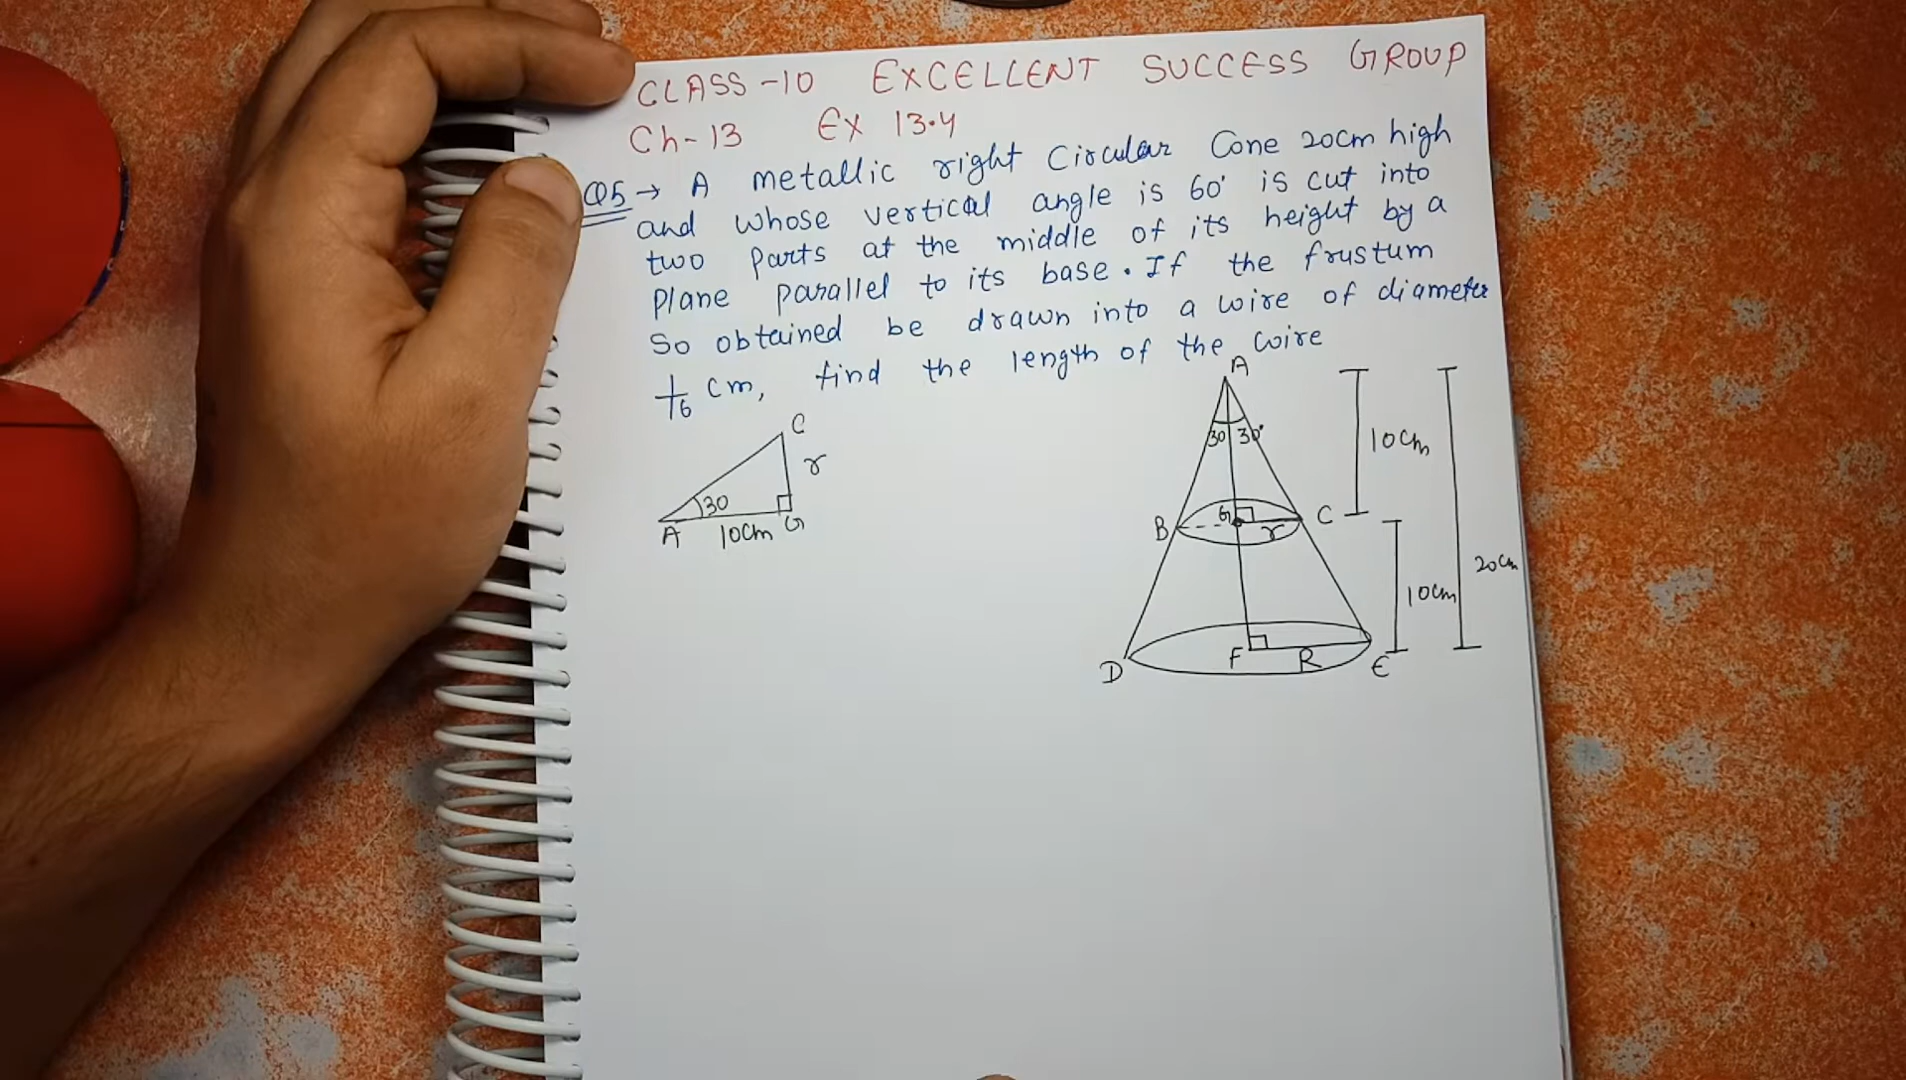 CLASS-10 EXCELLENT SUCCESS GROUP
Ch-13 Ex 13.4
Q5 → A metallic right Circular Cone 20cm high
and whose vertical angle is 60° is cut into
two parts at the middle of its height by a
Plane parallel to its base. If the frustum
So obtained be drawn into a wire of diameter
1/16 cm, find the length of the wire
A
30 30°
10cm
C
r
30
A 10cm G
B G r C
20cm
10cm
D F R E